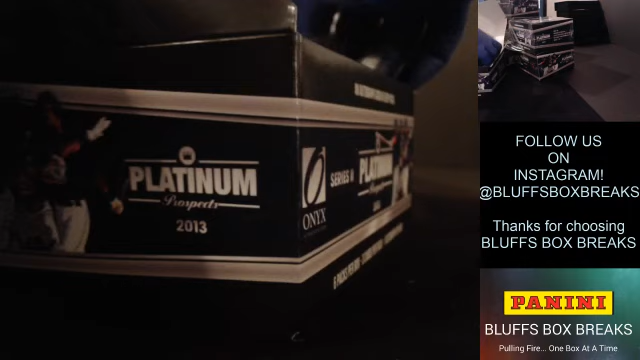 PLATINUM
Prospects
2013
ONYX
SERIES II
PLATINUM
FOLLOW US
ON
INSTAGRAM!
@BLUFFSBOXBREAKS
Thanks for choosing
BLUFFS BOX BREAKS
PANINI
BLUFFS BOX BREAKS
Pulling Fire... One Box At A Time